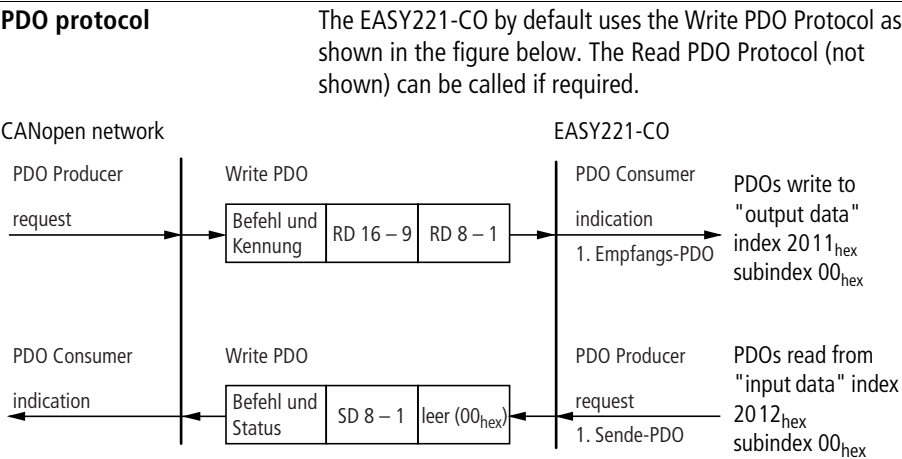 PDO protocol
The EASY221-CO by default uses the Write PDO Protocol as
shown in the figure below. The Read PDO Protocol (not
shown) can be called if required.
CANopen network
EASY221-CO
PDO Producer
Write PDO
PDO Consumer
request
Befehl und
Kennung
RD 16 – 9
RD 8 – 1
indication
1. Empfangs-PDO
PDOs write to
"output data"
index 2011hex
subindex 00hex
PDO Consumer
Write PDO
PDO Producer
indication
Befehl und
Status
SD 8 – 1
leer (00hex)
request
1. Sende-PDO
PDOs read from
"input data" index
2012hex
subindex 00hex